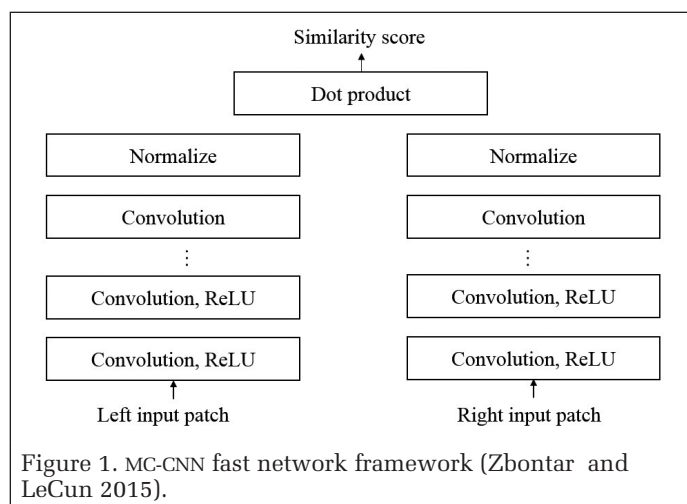 Similarity score
Dot product
Normalize
Normalize
Convolution
Convolution
⋮
⋮
Convolution, ReLU
Convolution, ReLU
Convolution, ReLU
Convolution, ReLU
Left input patch
Right input patch
Figure 1. MC-CNN fast network framework (Zbontar and
LeCun 2015).